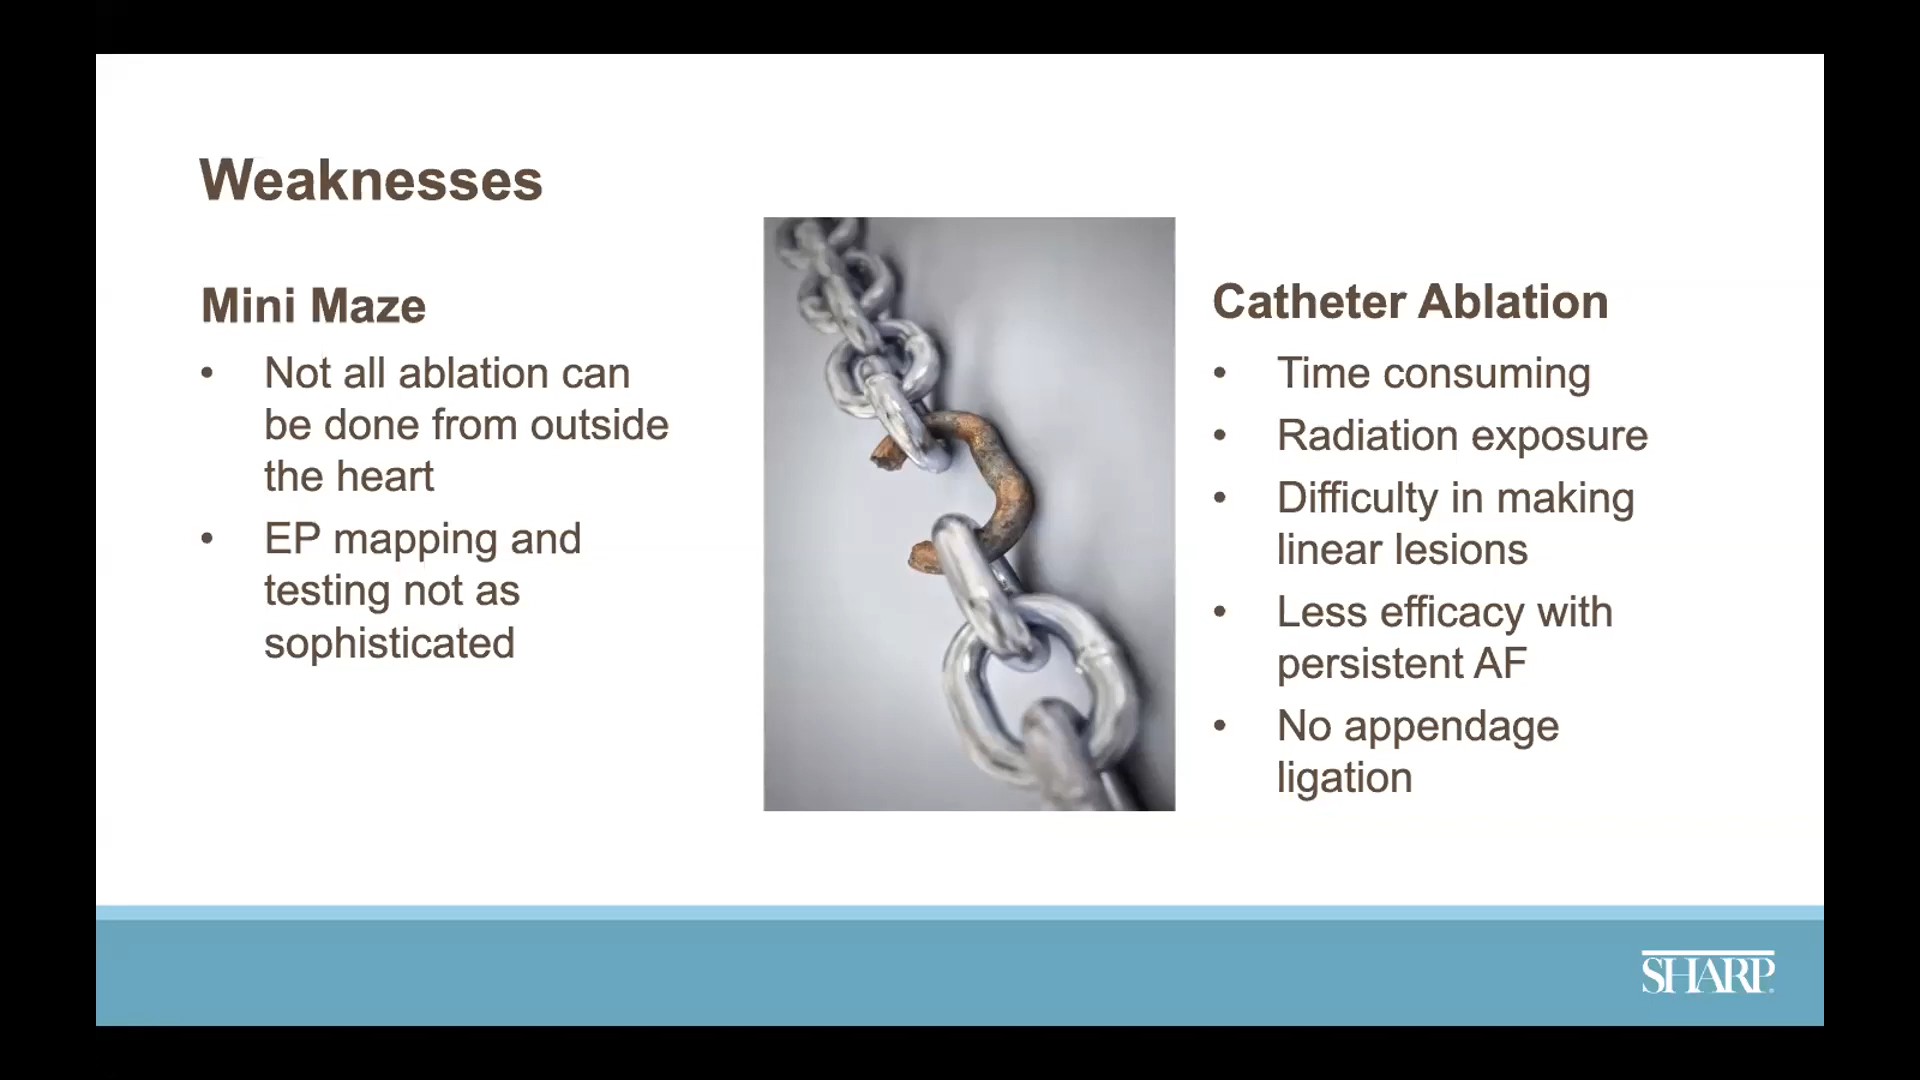 Weaknesses
Mini Maze
• Not all ablation can
be done from outside
the heart
• EP mapping and
testing not as
sophisticated
Catheter Ablation
• Time consuming
• Radiation exposure
• Difficulty in making
linear lesions
• Less efficacy with
persistent AF
• No appendage
ligation
SHARP